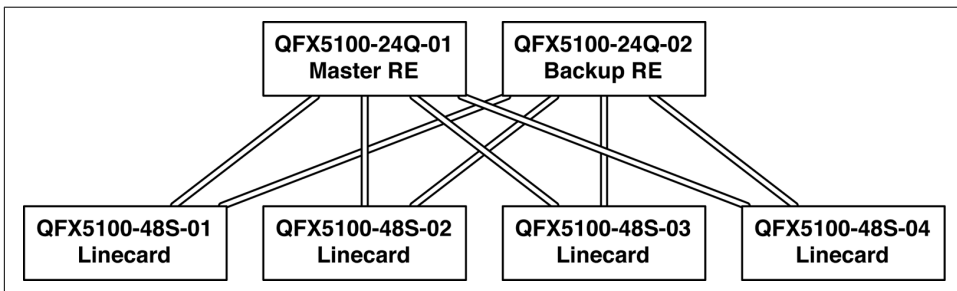 QFX5100-24Q-01
Master RE
QFX5100-24Q-02
Backup RE
QFX5100-48S-01
Linecard
QFX5100-48S-02
Linecard
QFX5100-48S-03
Linecard
QFX5100-48S-04
Linecard